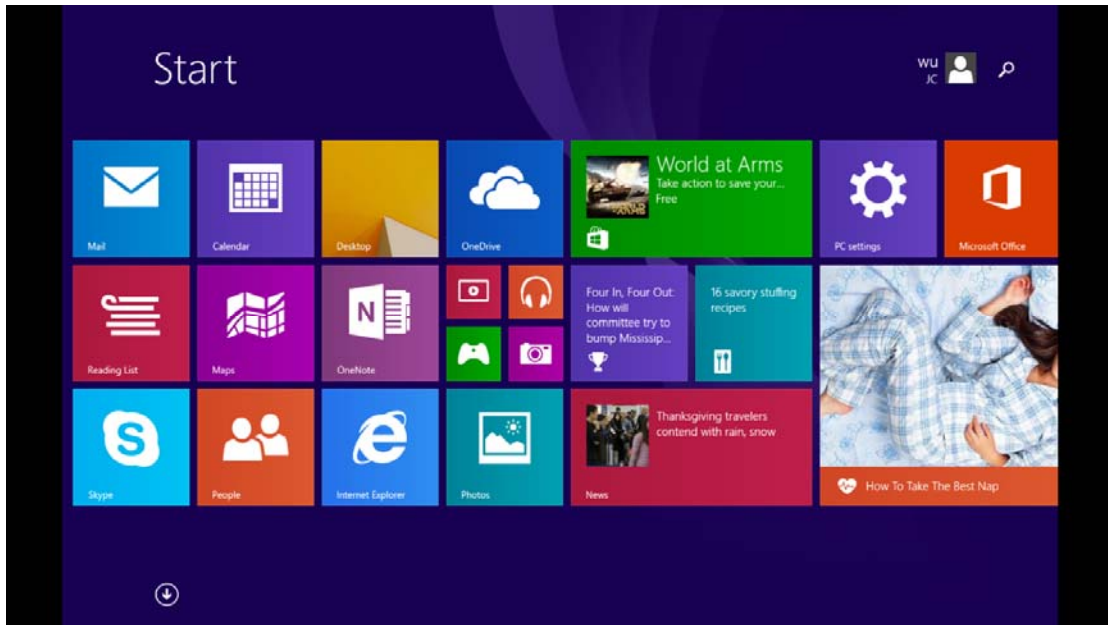 Start
wu
JC
Mail
Calendar
Desktop
OneDrive
World at Arms
Take action to save your...
Free
PC settings
Microsoft Office
Reading List
Maps
N
OneNote
Four In, Four Out:
How will
committee try to
bump Mississip...
16 savory stuffing
recipes
S
Skype
People
Internet Explorer
Photos
Thanksgiving travelers
contend with rain, snow
News
How To Take The Best Nap